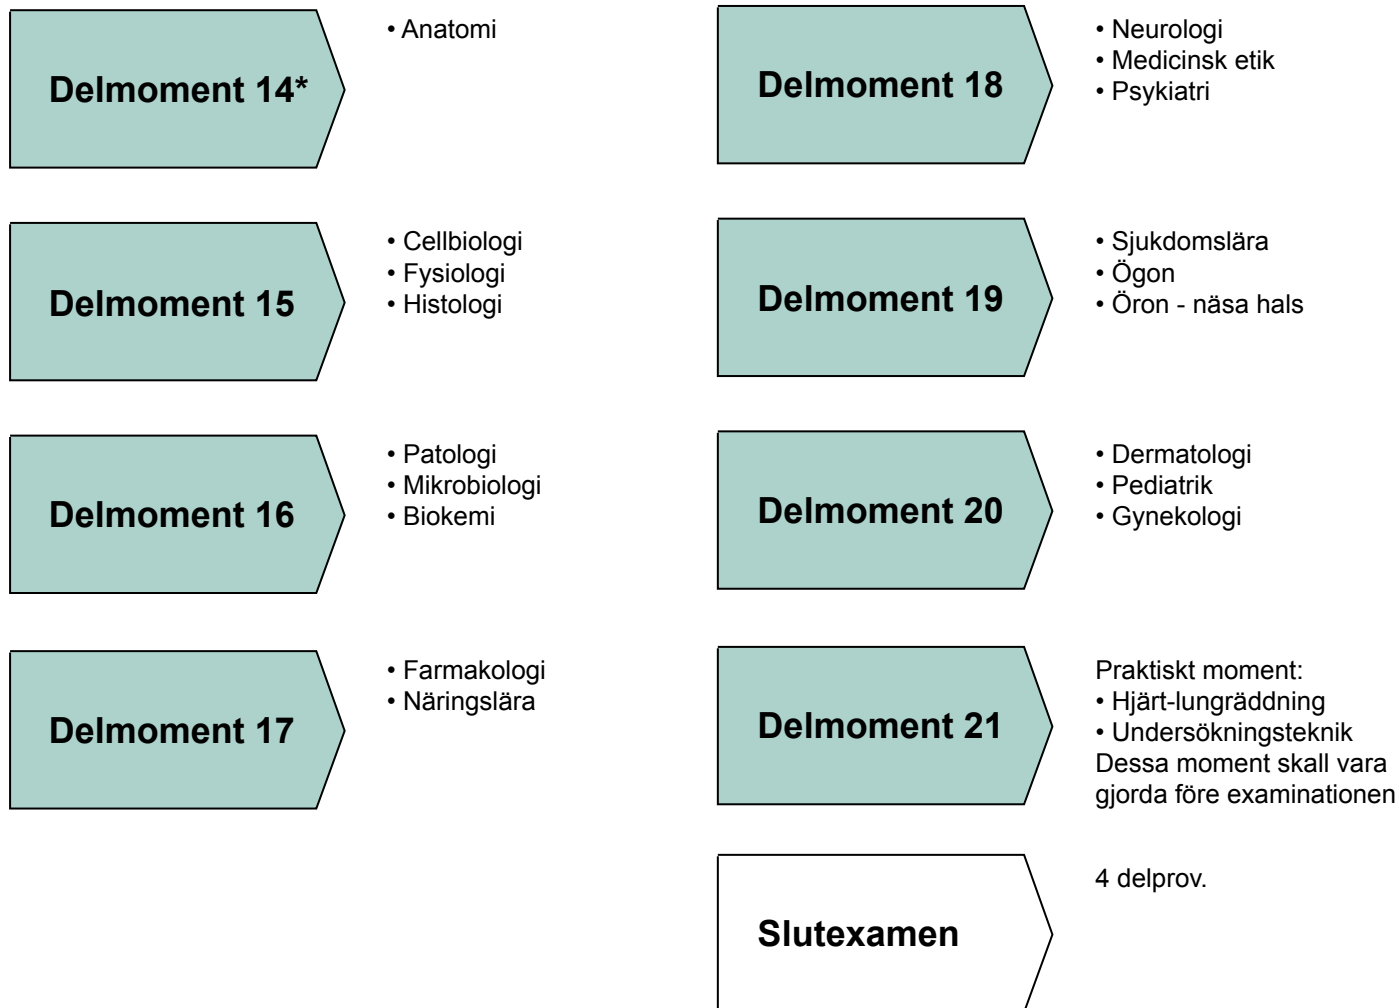 Delmoment 14*
• Anatomi
Delmoment 15
• Cellbiologi
• Fysiologi
• Histologi
Delmoment 16
• Patologi
• Mikrobiologi
• Biokemi
Delmoment 17
• Farmakologi
• Näringslära
Delmoment 18
• Neurologi
• Medicinsk etik
• Psykiatri
Delmoment 19
• Sjukdomslära
• Ögon
• Öron - näsa hals
Delmoment 20
• Dermatologi
• Pediatrik
• Gynekologi
Delmoment 21
Praktiskt moment:
• Hjärt-lungräddning
• Undersökningsteknik
Dessa moment skall vara
gjorda före examinationen
Slutexamen
4 delprov.